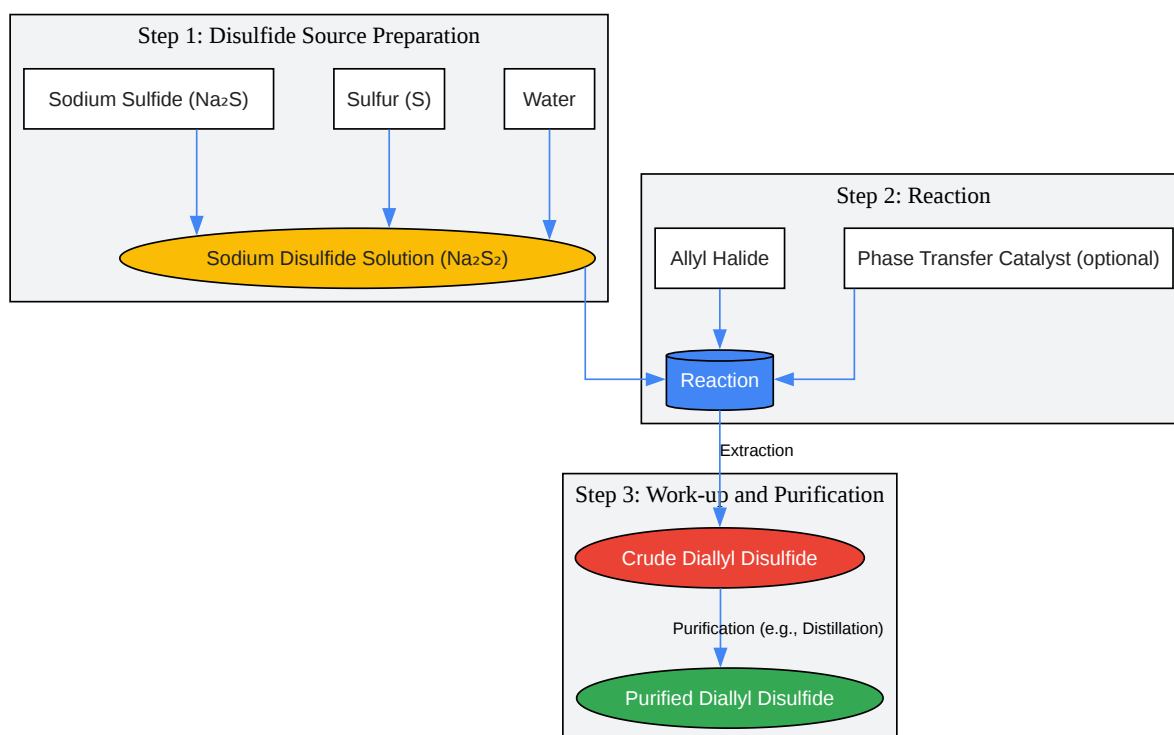 Step 1: Disulfide Source Preparation
Sodium Sulfide (Na₂S)
Sulfur (S)
Water
Sodium Disulfide Solution (Na₂S₂)
Step 2: Reaction
Allyl Halide
Phase Transfer Catalyst (optional)
Reaction
Extraction
Step 3: Work-up and Purification
Crude Diallyl Disulfide
Purification (e.g., Distillation)
Purified Diallyl Disulfide